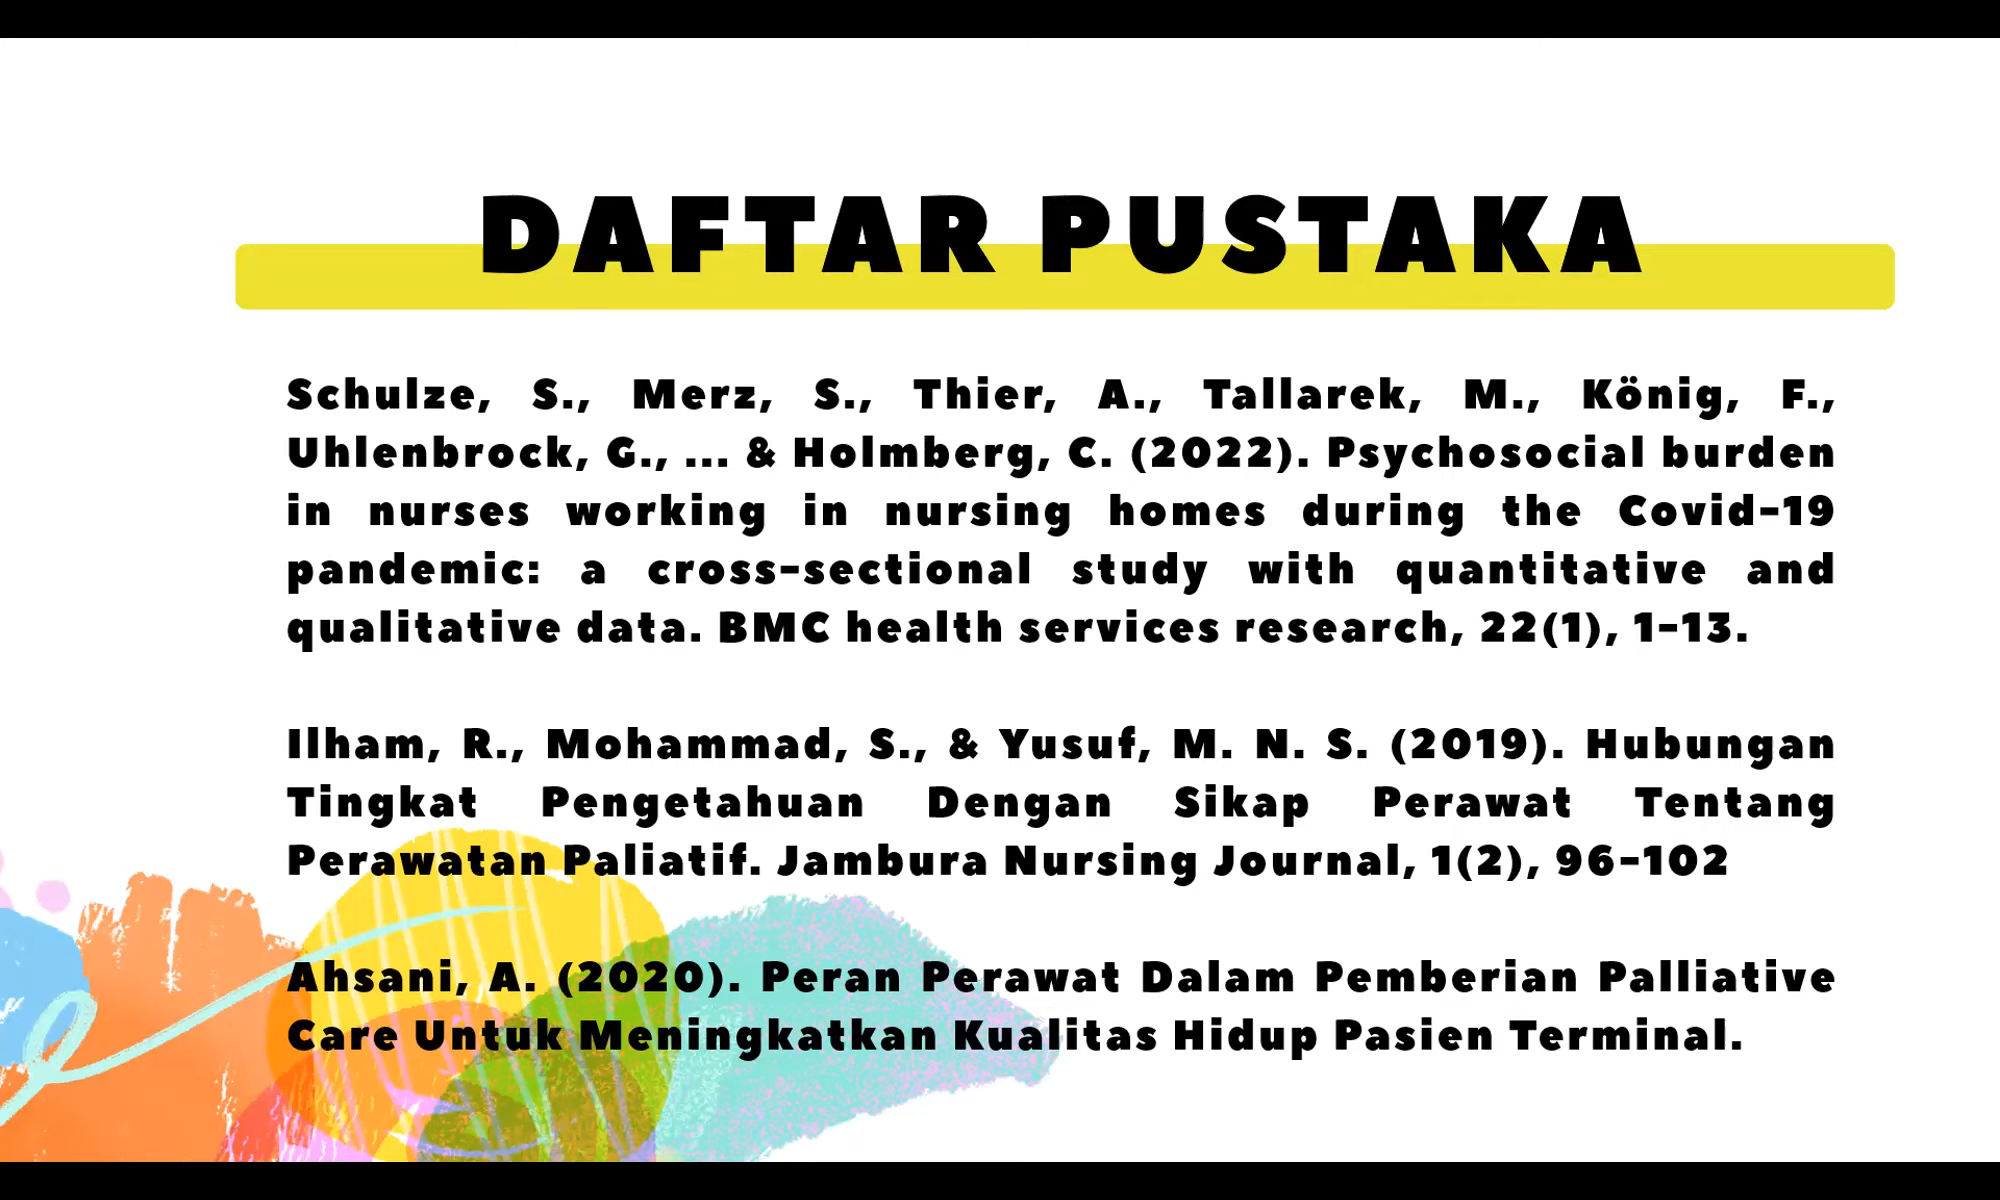 DAFTAR PUSTAKA
Schulze, S., Merz, S., Thier, A., Tallarek, M., König, F.,
Uhlenbrock, G., ... & Holmberg, C. (2022). Psychosocial burden
in nurses working in nursing homes during the Covid-19
pandemic: a cross-sectional study with quantitative and
qualitative data. BMC health services research, 22(1), 1-13.
Ilham, R., Mohammad, S., & Yusuf, M. N. S. (2019). Hubungan
Tingkat Pengetahuan Dengan Sikap Perawat Tentang
Perawatan Paliatif. Jambura Nursing Journal, 1(2), 96-102
Ahsani, A. (2020). Peran Perawat Dalam Pemberian Palliative
Care Untuk Meningkatkan Kualitas Hidup Pasien Terminal.